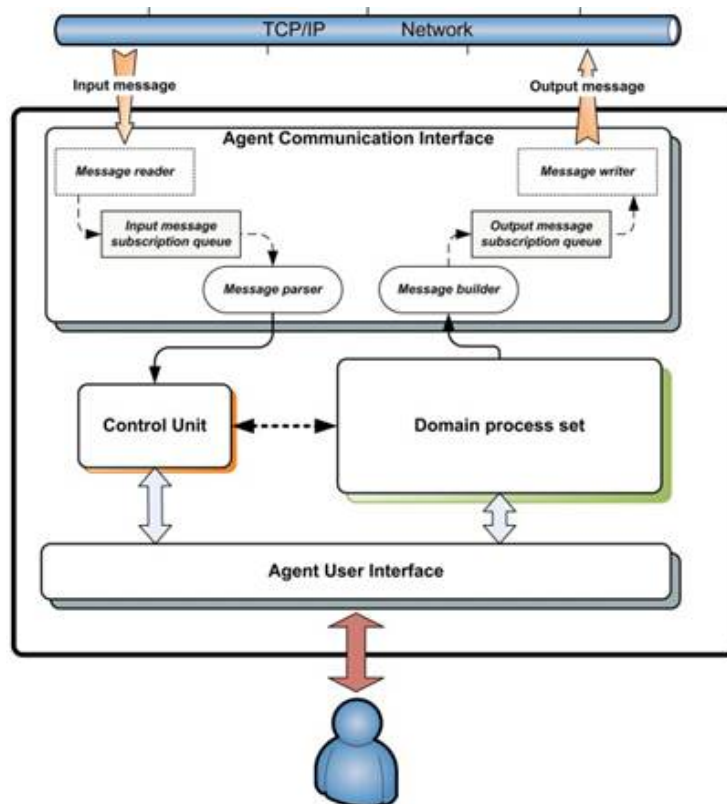 TCP/IP Network
Input message
Output message
Agent Communication Interface
Message reader
Message writer
Input message
subscription queue
Output message
subscription queue
Message parser
Message builder
Control Unit
Domain process set
Agent User Interface